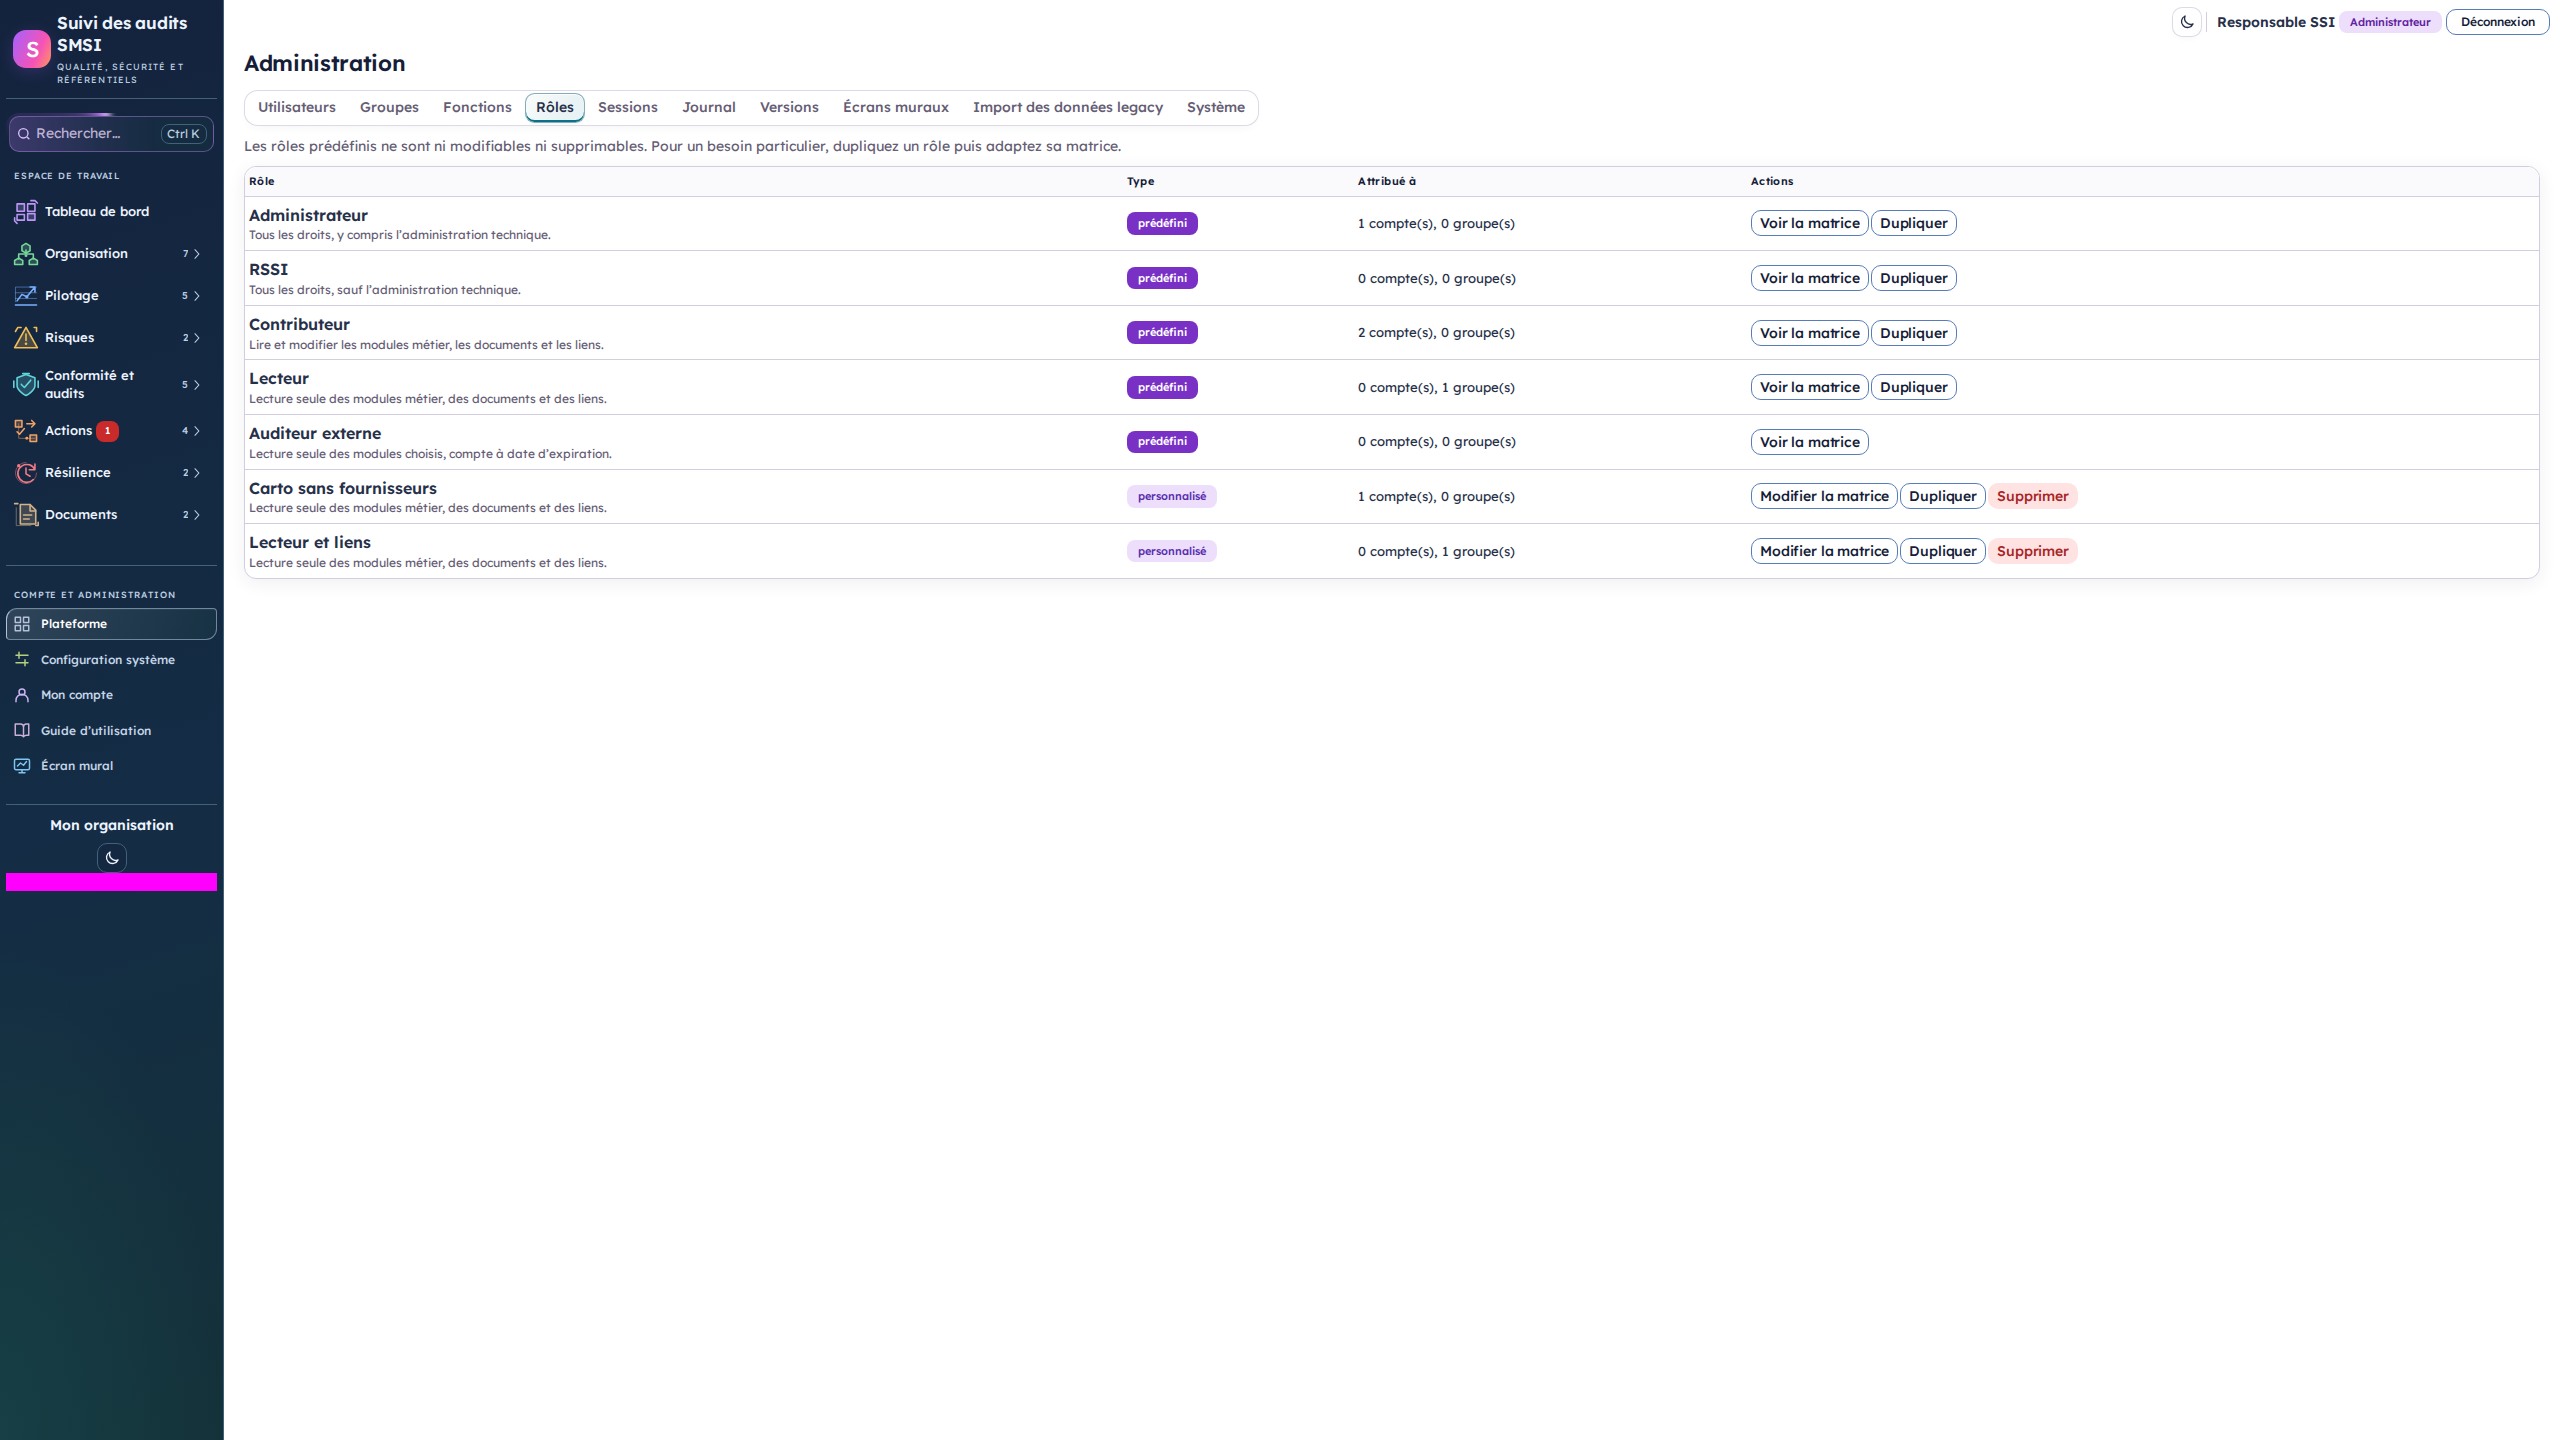 Suivi des audits
SMSI
QUALITÉ, SÉCURITÉ ET
RÉFÉRENTIELS
S
Rechercher... Ctrl K
ESPACE DE TRAVAIL
Tableau de bord
Organisation 7
Pilotage 5
Risques 2
Conformité et
audits 5
Actions 1 4
Résilience 2
Documents 2
COMPTE ET ADMINISTRATION
Plateforme
Configuration système
Mon compte
Guide d'utilisation
Écran mural
Mon organisation
Responsable SSI Administrateur Déconnexion
Administration
Utilisateurs Groupes Fonctions Rôles Sessions Journal Versions Écrans muraux Import des données legacy Système
Les rôles prédéfinis ne sont ni modifiables ni supprimables. Pour un besoin particulier, dupliquez un rôle puis adaptez sa matrice.
Rôle Type Attribué à Actions
Administrateur
Tous les droits, y compris l'administration technique.
prédéfini 1 compte(s), 0 groupe(s) Voir la matrice Dupliquer
RSSI
Tous les droits, sauf l'administration technique.
prédéfini 0 compte(s), 0 groupe(s) Voir la matrice Dupliquer
Contributeur
Lire et modifier les modules métier, les documents et les liens.
prédéfini 2 compte(s), 0 groupe(s) Voir la matrice Dupliquer
Lecteur
Lecture seule des modules métier, des documents et des liens.
prédéfini 0 compte(s), 1 groupe(s) Voir la matrice Dupliquer
Auditeur externe
Lecture seule des modules choisis, compte à date d'expiration.
prédéfini 0 compte(s), 0 groupe(s) Voir la matrice
Carto sans fournisseurs
Lecture seule des modules métier, des documents et des liens.
personnalisé 1 compte(s), 0 groupe(s) Modifier la matrice Dupliquer Supprimer
Lecteur et liens
Lecture seule des modules métier, des documents et des liens.
personnalisé 0 compte(s), 1 groupe(s) Modifier la matrice Dupliquer Supprimer